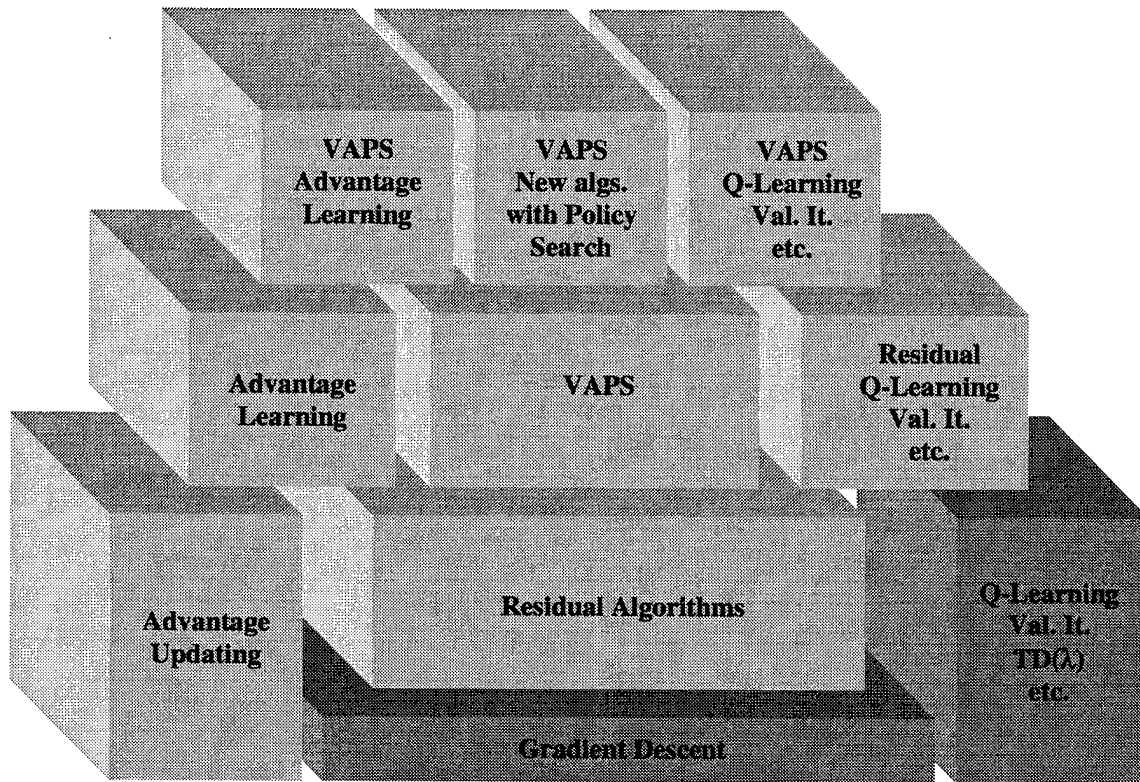 VAPS
Advantage
Learning
VAPS
New algs.
with Policy
Search
VAPS
Q-Learning
Val. It.
etc.
Advantage
Learning
VAPS
Residual
Q-Learning
Val. It.
etc.
Advantage
Updating
Residual Algorithms
Q-Learning
Val. It.
TD(λ)
etc.
Gradient Descent